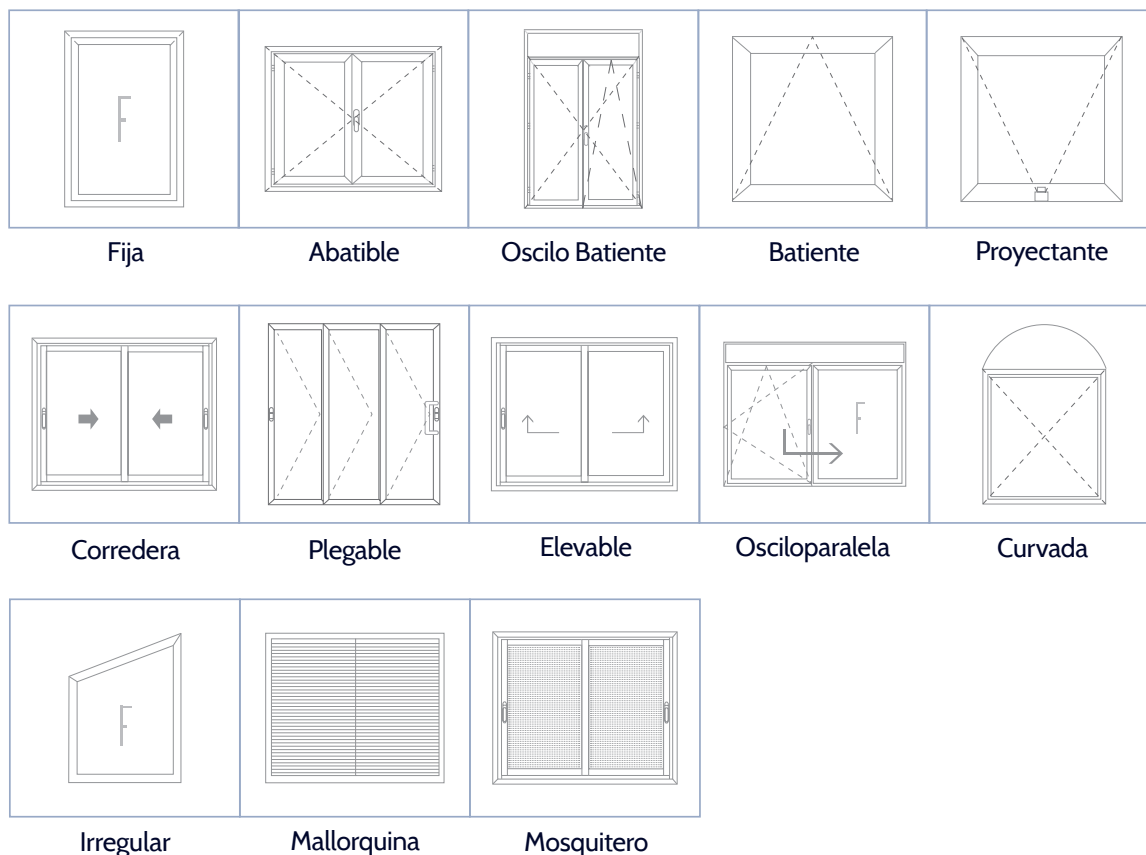 F
Fija
Abatible
Oscilo Batiente
Batiente
Proyectante
F
Corredera
Plegable
Elevable
Osciloparalela
Curvada
F
Irregular
Mallorquina
Mosquitero